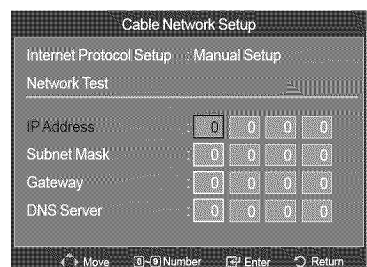 Cable Network Setup
Internet Protocol Setup : Manual Setup
Network Test
IP Address : 0 0 0 0
Subnet Mask : 0 0 0 0
Gateway : 0 0 0 0
DNS Server : 0 0 0 0
Move 0~9 Number Enter Return